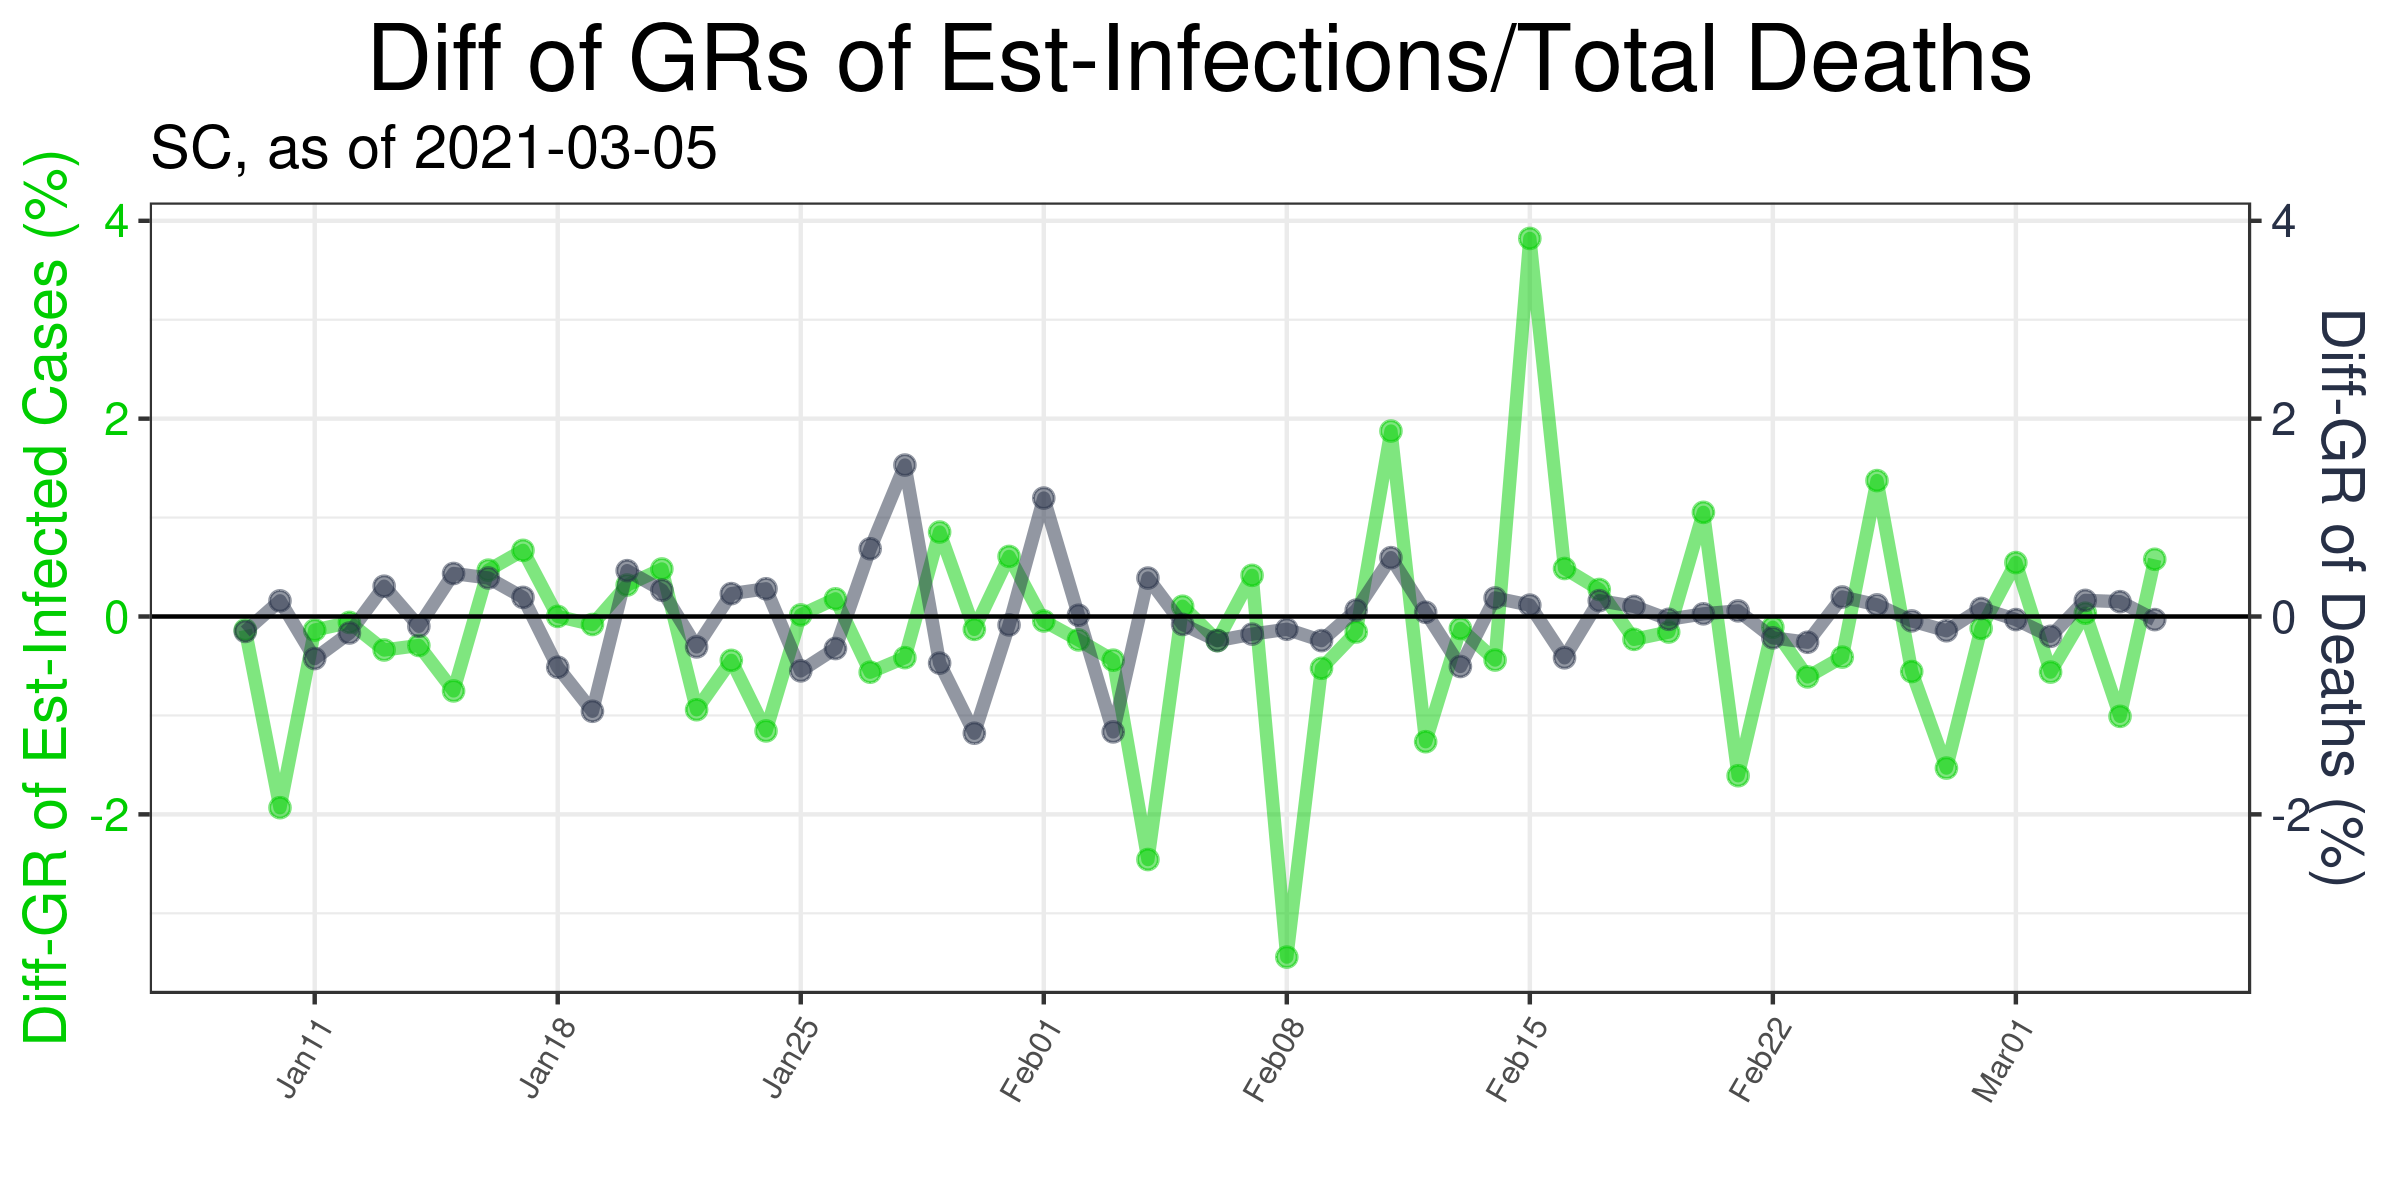 Diff of GRs of Est-Infections/Total Deaths
SC, as of 2021-03-05
Diff-GR of Est-Infected Cases (%)
4
2
0
-2
4
2
0
-2
Diff-GR of Deaths (%)
Jan11
Jan18
Jan25
Feb01
Feb08
Feb15
Feb22
Mar01